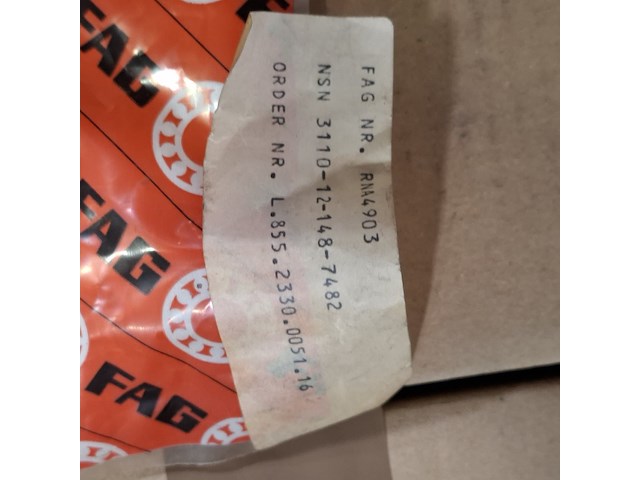 FAG NR. RNA4903
NSN 3110-12-148-7482
ORDER NR. L.855.2330.0051.16
FAG
FAG
FAG